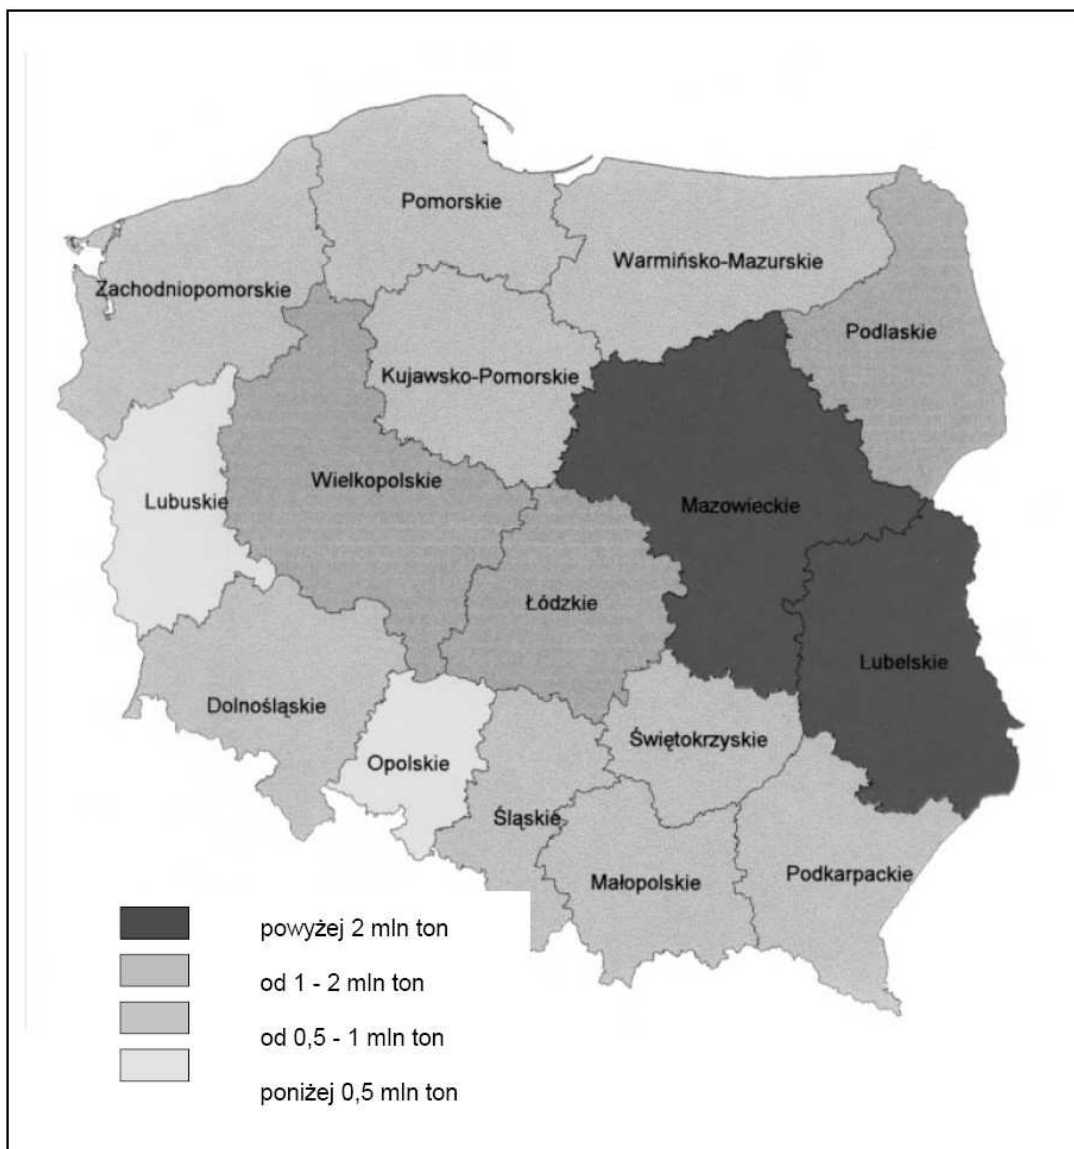 Pomorskie
Warmińsko-Mazurskie
Zachodniopomorskie
Podlaskie
Kujawsko-Pomorskie
Wielkopolskie
Lubuskie
Mazowieckie
Łódzkie
Lubelskie
Dolnośląskie
Świętokrzyskie
Opolskie
Śląskie
Małopolskie
Podkarpackie
powyżej 2 mln ton
od 1 - 2 mln ton
od 0,5 - 1 mln ton
poniżej 0,5 mln ton